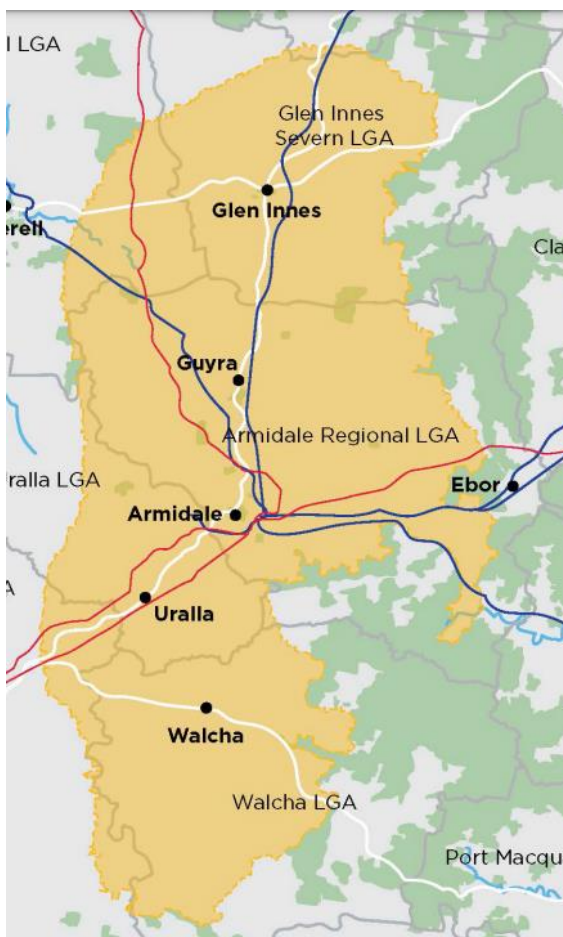 l LGA
Glen Innes
Severn LGA
Glen Innes
erell
Cla
Guyra
Armidale Regional LGA
ralla LGA
Ebor
Armidale
A
Uralla
Walcha
Walcha LGA
Port Macqu